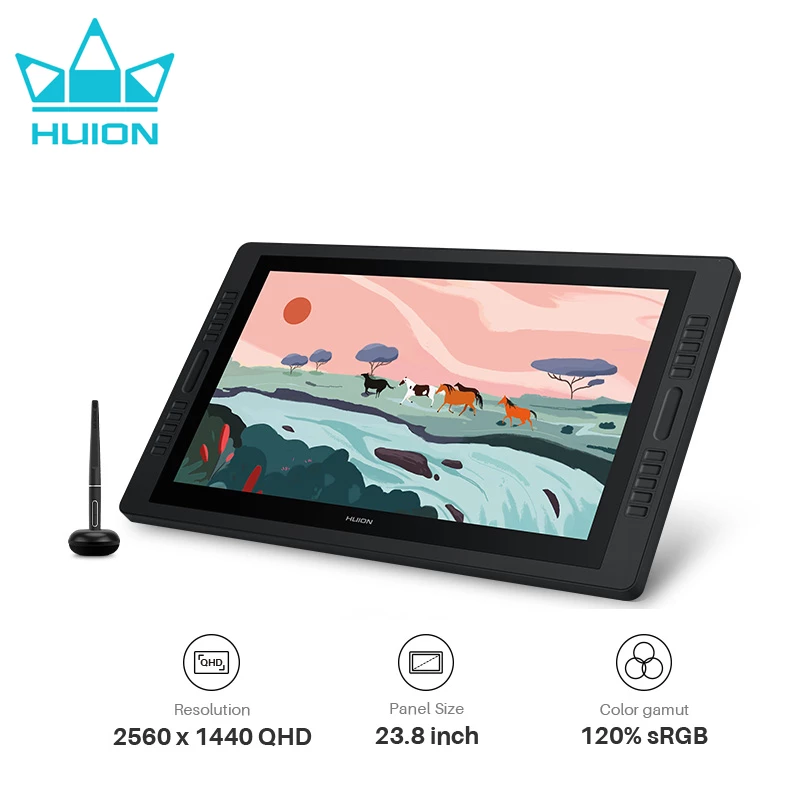 HUION
HUION
QHD
Resolution
2560 x 1440 QHD
Panel Size
23.8 inch
Color gamut
120% sRGB